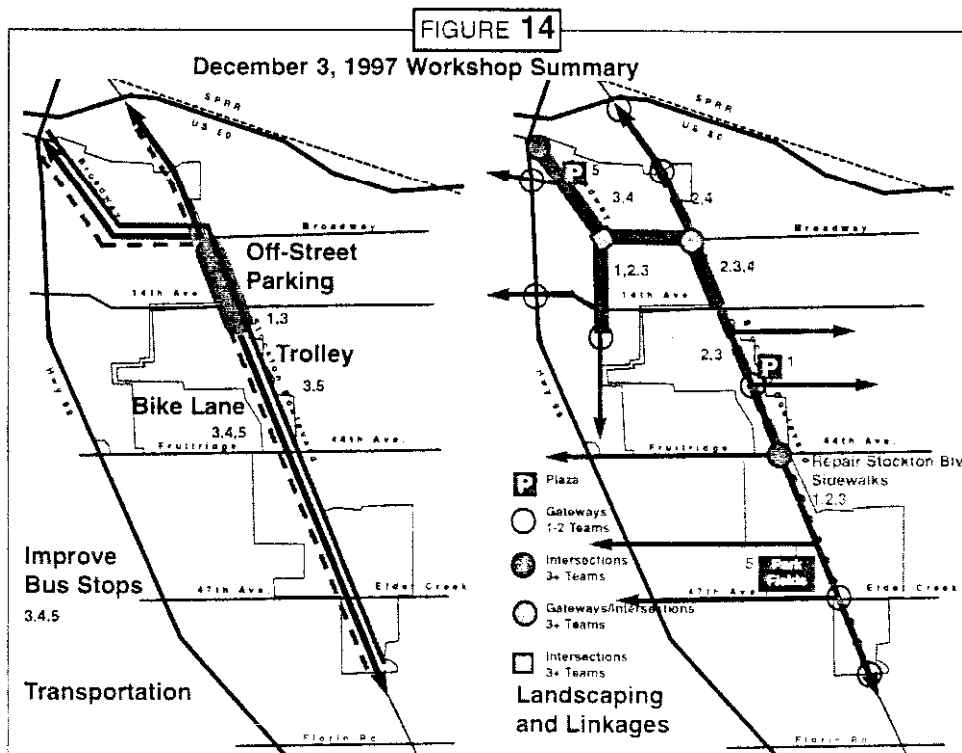 FIGURE 14
December 3, 1997 Workshop Summary
SPRR
US 50
Broadway
Broadway
Off-Street
Parking
14th Ave.
1,3
Trolley
3.5
Hwy 99
Bike Lane
3,4,5
Fruitridge
44th Ave.
Improve
Bus Stops
3.4.5
47th Ave.
Elder Creek
Transportation
Florin Rd.
SPRR
US 50
P 5
3,4
2,4
Broadway
1,2.3
2.3,4
14th Ave
2.3
P 1
Hwy 99
Fruitridge
44th Ave.
Repair Stockton Blv
Sidewalks
1.2.3
P Plaza
Gateways
1-2 Teams
Intersections
3+ Teams
5
47th Ave.
Elder Creek
Gateways/Intersections
3+ Teams
Intersections
3+ Teams
Landscaping
and Linkages
Florin Rd.